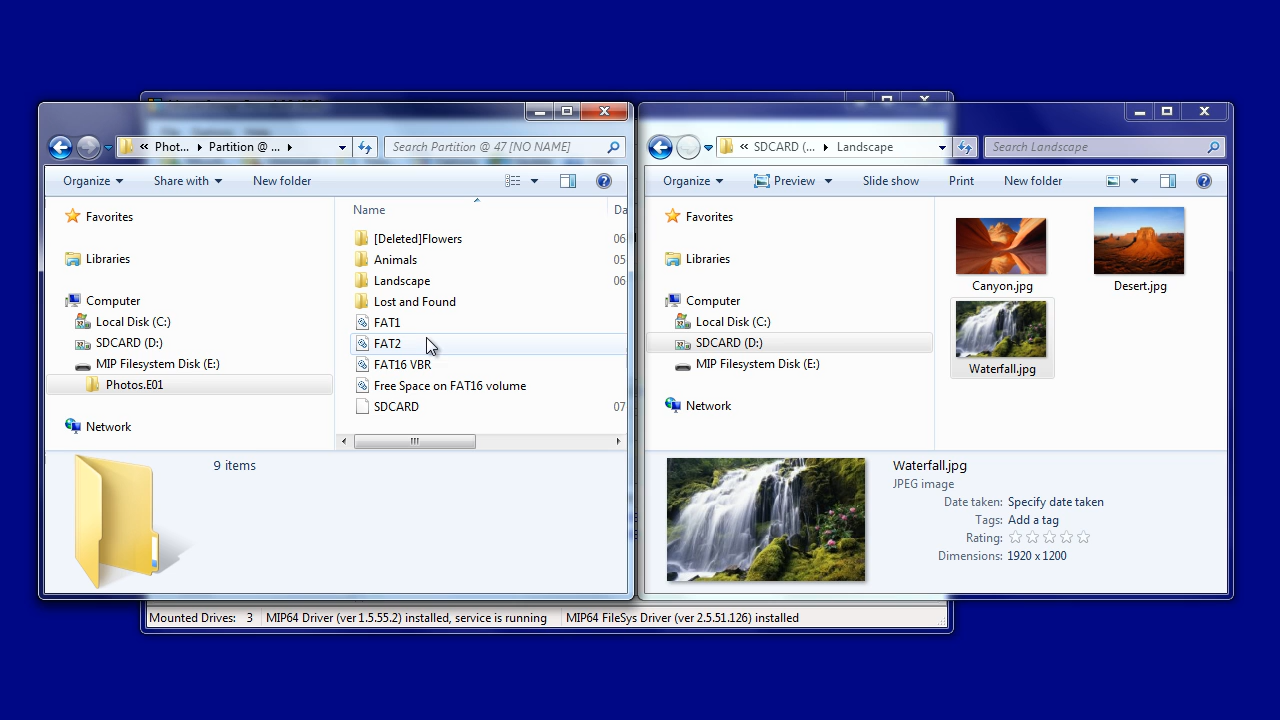 « Phot... Partition @ ...
Search Partition @ 47 [NO NAME]
Organize Share with New folder
Favorites
Libraries
Computer
Local Disk (C:)
SDCARD (D:)
MIP Filesystem Disk (E:)
Photos.E01
Network
Name Da
[Deleted]Flowers 06
Animals 05
Landscape 06
Lost and Found
FAT1
FAT2
FAT16 VBR
Free Space on FAT16 volume
SDCARD 07
9 items
« SDCARD (... Landscape
Search Landscape
Organize Preview Slide show Print New folder
Favorites
Libraries
Computer
Local Disk (C:)
SDCARD (D:)
MIP Filesystem Disk (E:)
Network
Canyon.jpg
Desert.jpg
Waterfall.jpg
Waterfall.jpg
JPEG image
Date taken: Specify date taken
Tags: Add a tag
Rating:
Dimensions: 1920 x 1200
Mounted Drives: 3 MIP64 Driver (ver 1.5.55.2) installed, service is running MIP64 FileSys Driver (ver 2.5.51.126) installed